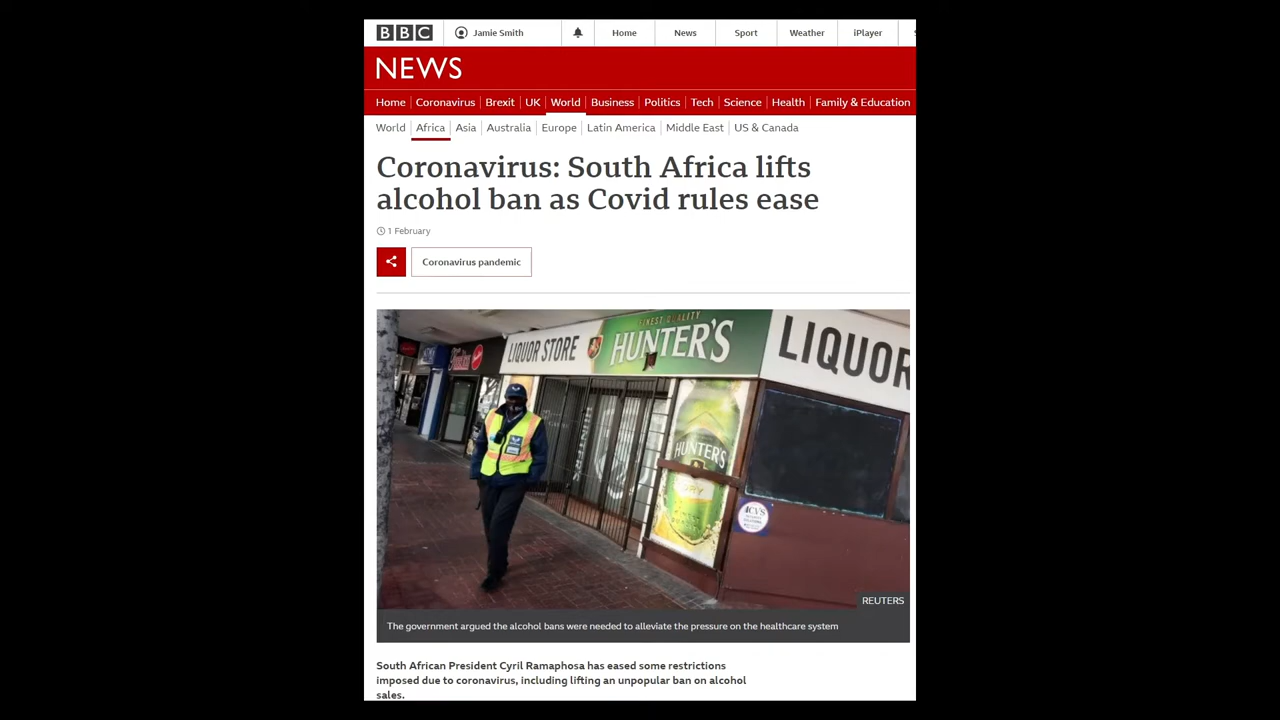 BBC Jamie Smith Home News Sport Weather iPlayer
NEWS
Home Coronavirus Brexit UK World Business Politics Tech Science Health Family & Education
World Africa Asia Australia Europe Latin America Middle East US & Canada
Coronavirus: South Africa lifts
alcohol ban as Covid rules ease
1 February
Coronavirus pandemic
FINEST QUALITY
LIQUOR STORE HUNTER'S LIQUOR
HUNTER'S
HUNTER'S
DRY
REUTERS
The government argued the alcohol bans were needed to alleviate the pressure on the healthcare system
South African President Cyril Ramaphosa has eased some restrictions
imposed due to coronavirus, including lifting an unpopular ban on alcohol
sales.